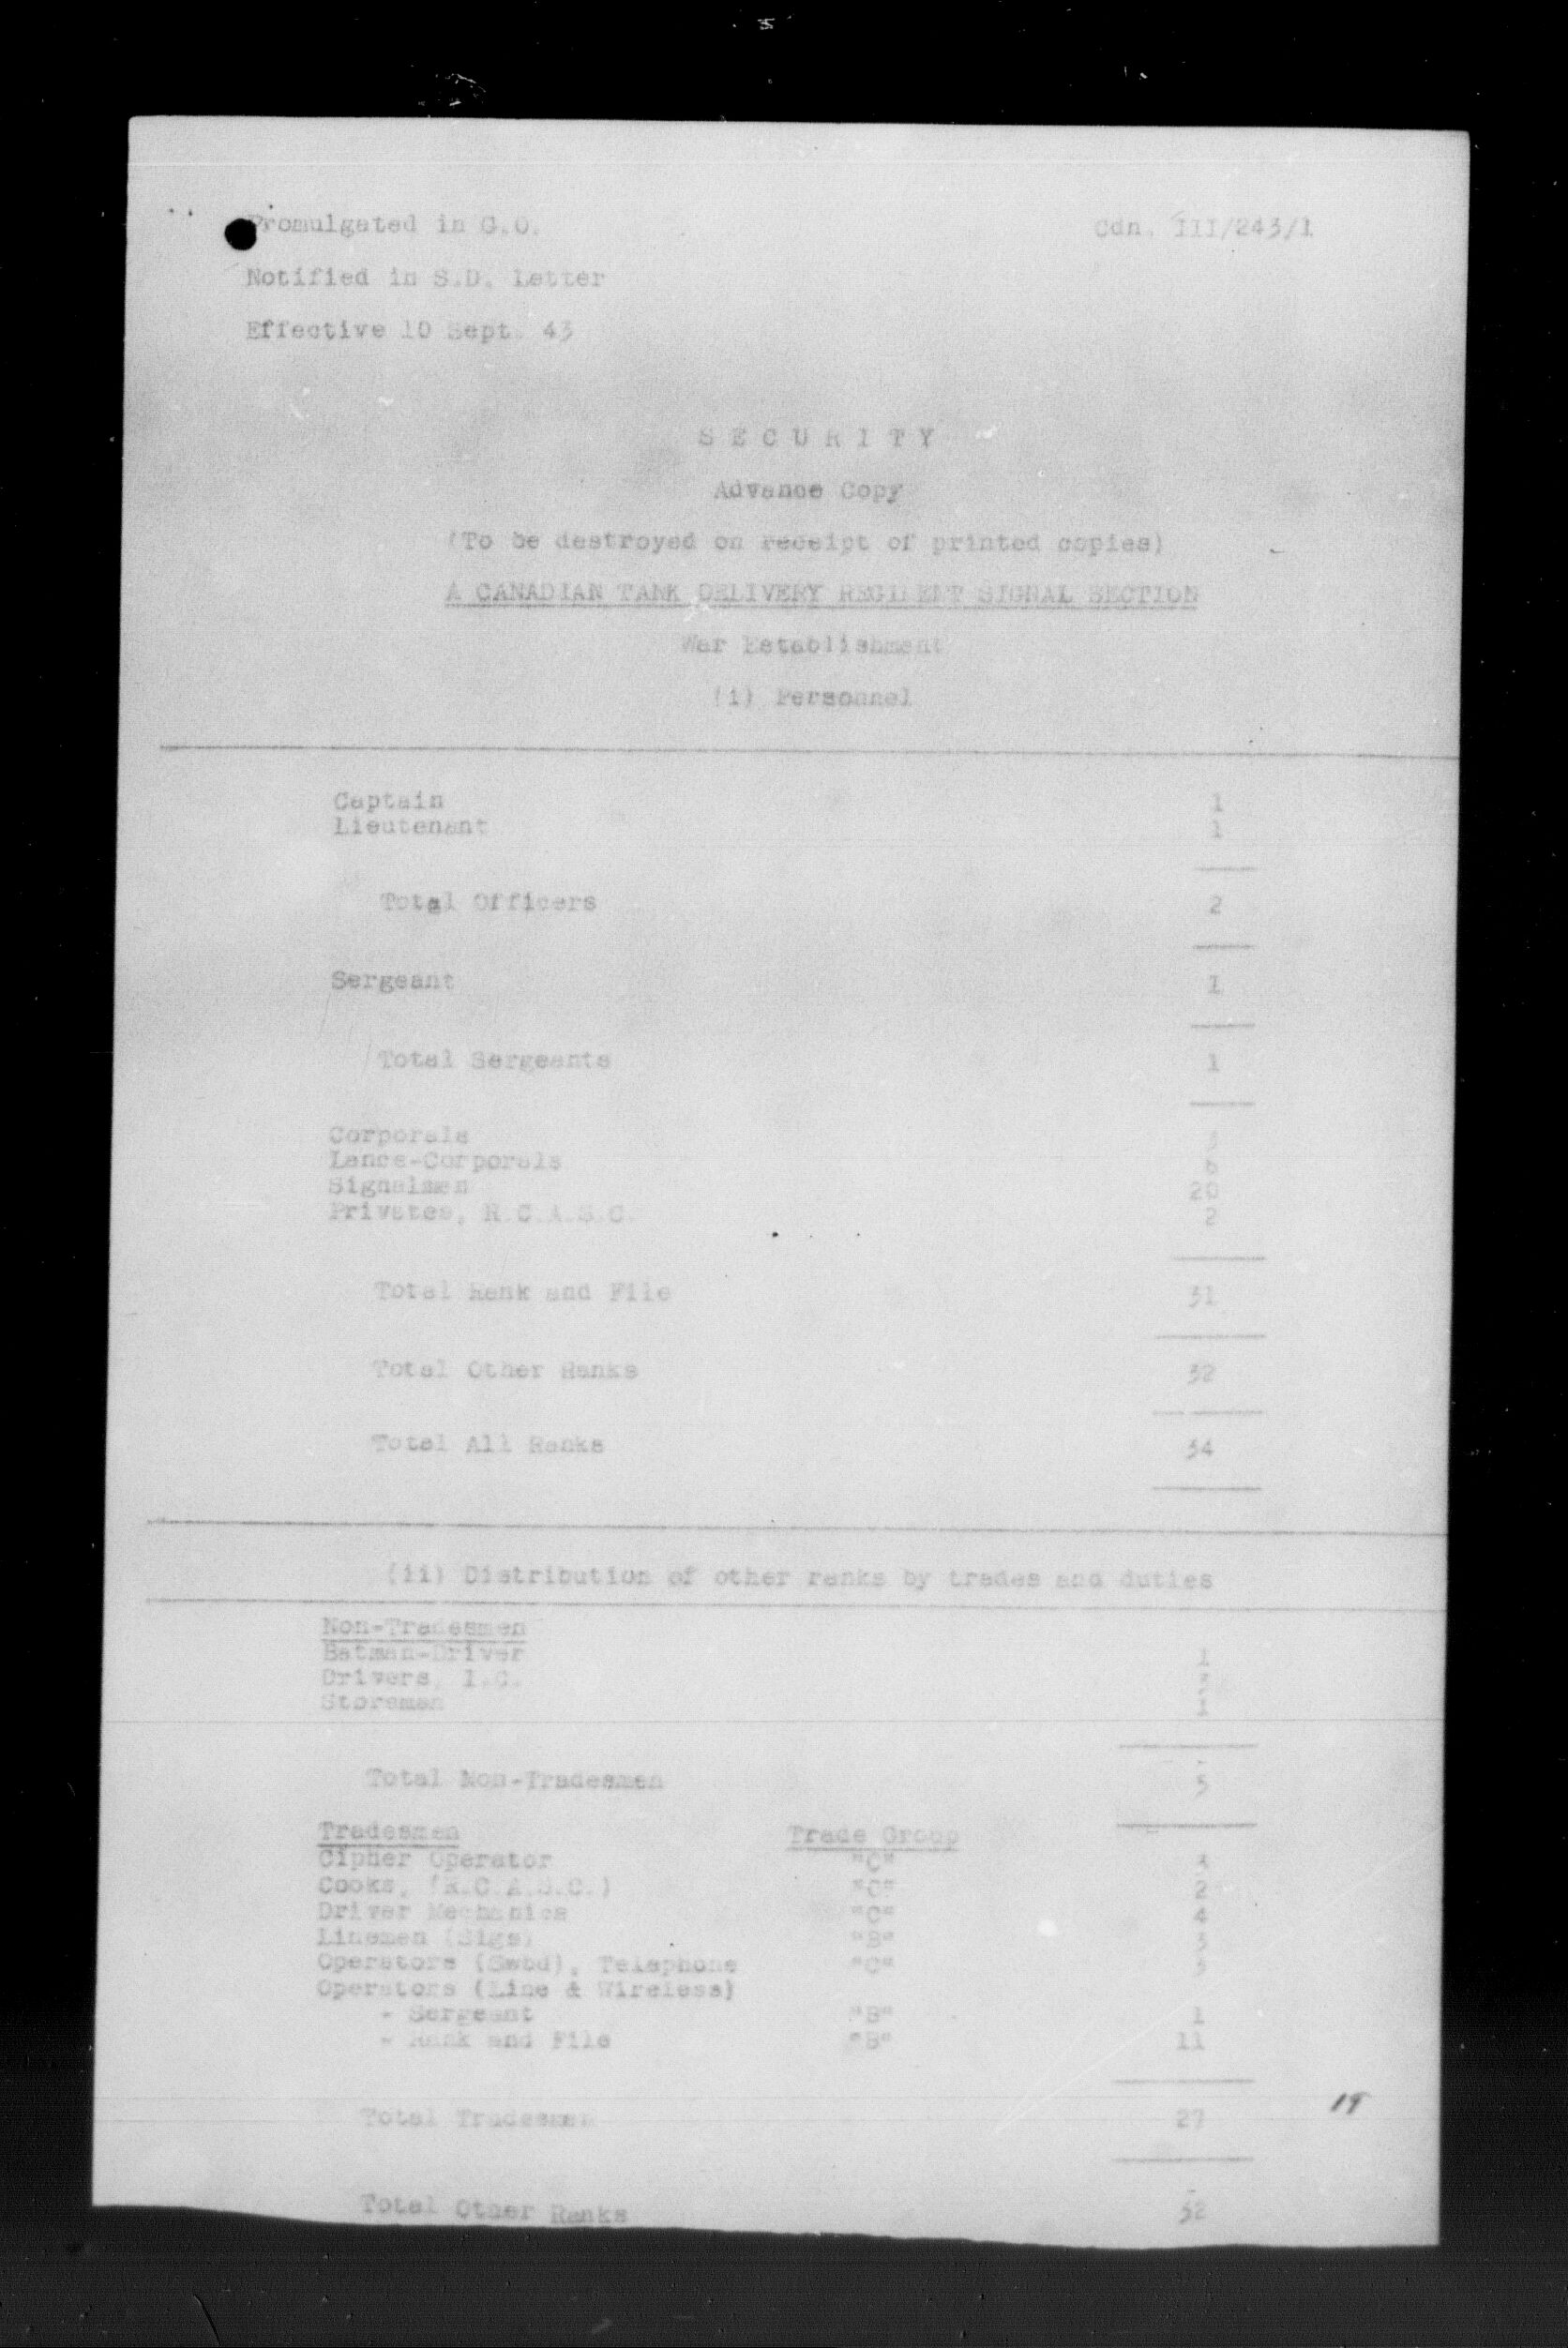 Promulgated in G.O.
Cdn. III/243/1
Notified in S.D. Letter
Effective 10 Sept. 43
S E C U R I T Y
Advance Copy
(To be destroyed on receipt of printed copies)
A CANADIAN TANK DELIVERY REGIMENT SIGNAL SECTION
War Establishment
(i) Personnel
Captain 1
Lieutenant 1
Total Officers 2
Sergeant 1
Total Sergeants 1
Corporals 3
Lance-Corporals 6
Signalmen 20
Privates, R.C.A.S.C. 2
Total Rank and File 31
Total Other Ranks 32
Total All Ranks 34
(ii) Distribution of other ranks by trades and duties
Non-Tradesmen
Batman-Driver 1
Drivers, I.C. 3
Storeman 1
Total Non-Tradesmen 5
Tradesmen Trade Group
Cipher Operator "C" 3
Cooks, (R.C.A.S.C.) "C" 2
Driver Mechanics "C" 4
Linemen (Sigs) "B" 3
Operators (Swbd), Telephone "C" 3
Operators (Line & Wireless)
- Sergeant "B" 1
- Rank and File "B" 11
Total Tradesmen 27
19
Total Other Ranks 32